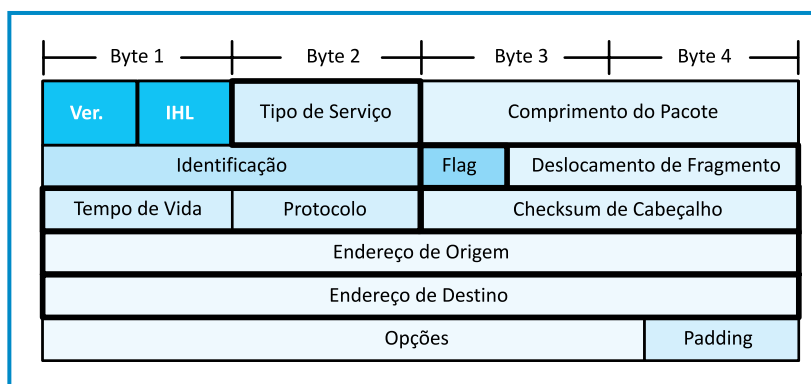 Byte 1 Byte 2 Byte 3 Byte 4
Ver. IHL Tipo de Serviço Comprimento do Pacote
Identificação Flag Deslocamento de Fragmento
Tempo de Vida Protocolo Checksum de Cabeçalho
Endereço de Origem
Endereço de Destino
Opções Padding